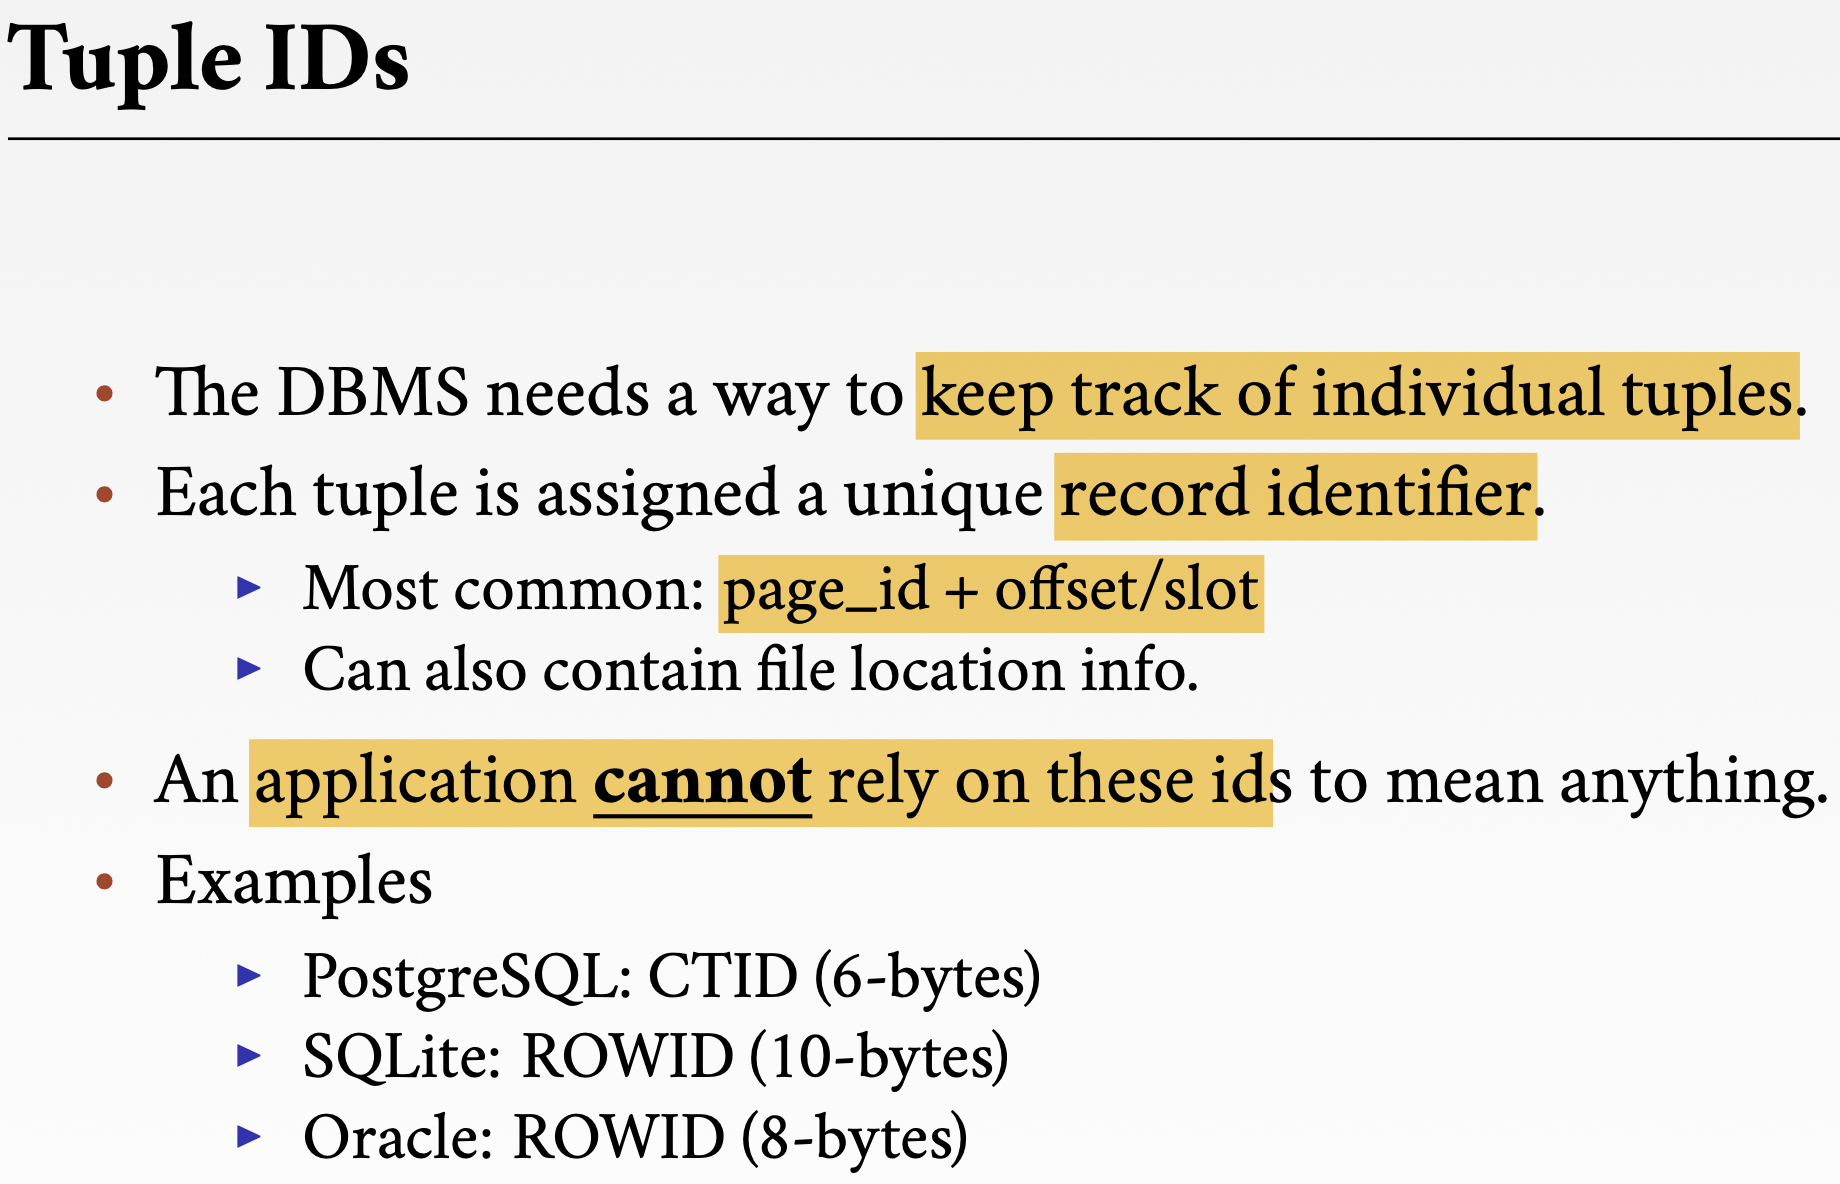 Tuple IDs
• The DBMS needs a way to keep track of individual tuples.
• Each tuple is assigned a unique record identifier.
▶ Most common: page_id + offset/slot
▶ Can also contain file location info.
• An application cannot rely on these ids to mean anything.
• Examples
▶ PostgreSQL: CTID (6-bytes)
▶ SQLite: ROWID (10-bytes)
▶ Oracle: ROWID (8-bytes)